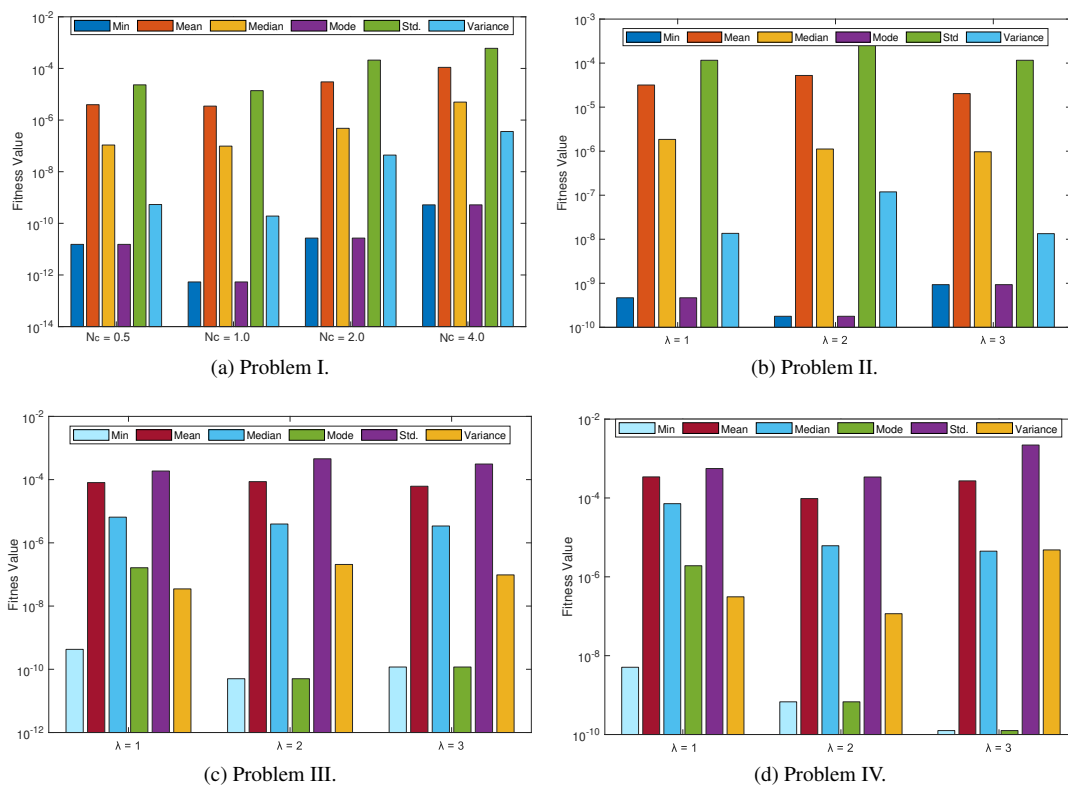 10^-2
Min Mean Median Mode Std. Variance
10^-4
10^-6
10^-8
10^-10
10^-12
10^-14
Fitness Value
Nc = 0.5 Nc = 1.0 Nc = 2.0 Nc = 4.0
(a) Problem I.
10^-3
Min Mean Median Mode Std Variance
10^-4
10^-5
10^-6
10^-7
10^-8
10^-9
10^-10
Fitness Value
λ = 1 λ = 2 λ = 3
(b) Problem II.
10^-2
Min Mean Median Mode Std. Variance
10^-4
10^-6
10^-8
10^-10
10^-12
Fitnes Value
λ = 1 λ = 2 λ = 3
(c) Problem III.
10^-2
Min Mean Median Mode Std. Variance
10^-4
10^-6
10^-8
10^-10
Fitness Value
λ = 1 λ = 2 λ = 3
(d) Problem IV.